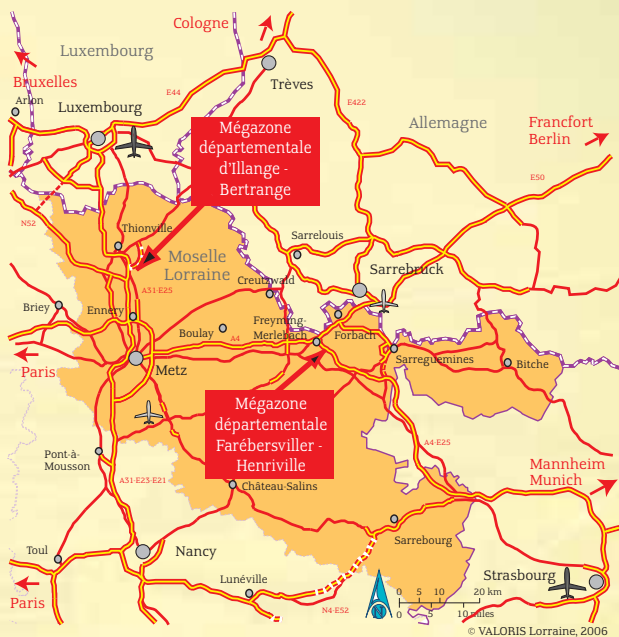 Cologne
Luxembourg
Bruxelles
Trèves
Arlon
E44
Luxembourg
E422
Allemagne
Francfort
Berlin
Mégazone
départementale
d'Illange -
Bertrange
E50
N52
Thionville
Sarrelouis
Moselle
Lorraine
Sarrebruck
Creutzwald
A31-E25
Briey
Ennery
Freyming-
Merlebach
Boulay
A4
Forbach
Sarreguemines
Bitche
Paris
Metz
Mégazone
départementale
Farébersviller -
Henriville
A4-E25
Pont-à-
Mousson
Mannheim
Munich
A31-E23-E21
Château-Salins
Sarrebourg
Toul
Nancy
Lunéville
Strasbourg
Paris
N4-E52
N
0 5 10 20 km
0 5 10 miles
© VALORIS Lorraine, 2006